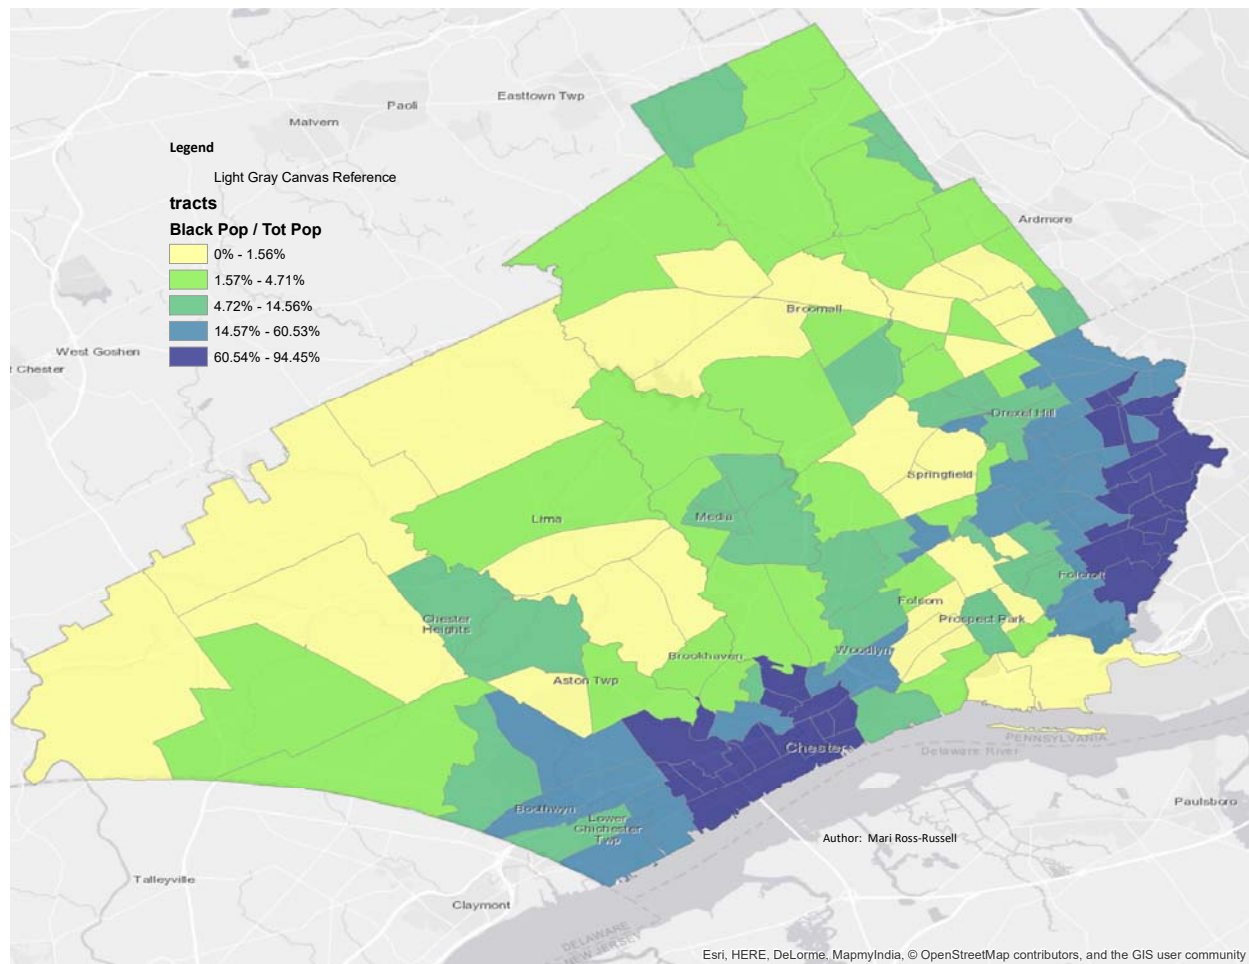 Easttown Twp
Paoli
Malvern
Legend
Light Gray Canvas Reference
tracts
Black Pop / Tot Pop
0% - 1.56%
1.57% - 4.71%
4.72% - 14.56%
14.57% - 60.53%
60.54% - 94.45%
Ardmore
Broomall
West Goshen
t Chester
Drexel Hill
Springfield
Media
Lima
Folcroft
Folsom
Chester
Heights
Prospect Park
Woodlyn
Brookhaven
Aston Twp
PENNSYLVANIA
Chester
Delaware River
Paulsboro
Boothwyn
Lower
Chichester
Twp
Author: Mari Ross-Russell
Talleyville
Claymont
DELAWARE
NEW JERSEY
Esri, HERE, DeLorme, MapmyIndia, © OpenStreetMap contributors, and the GIS user community